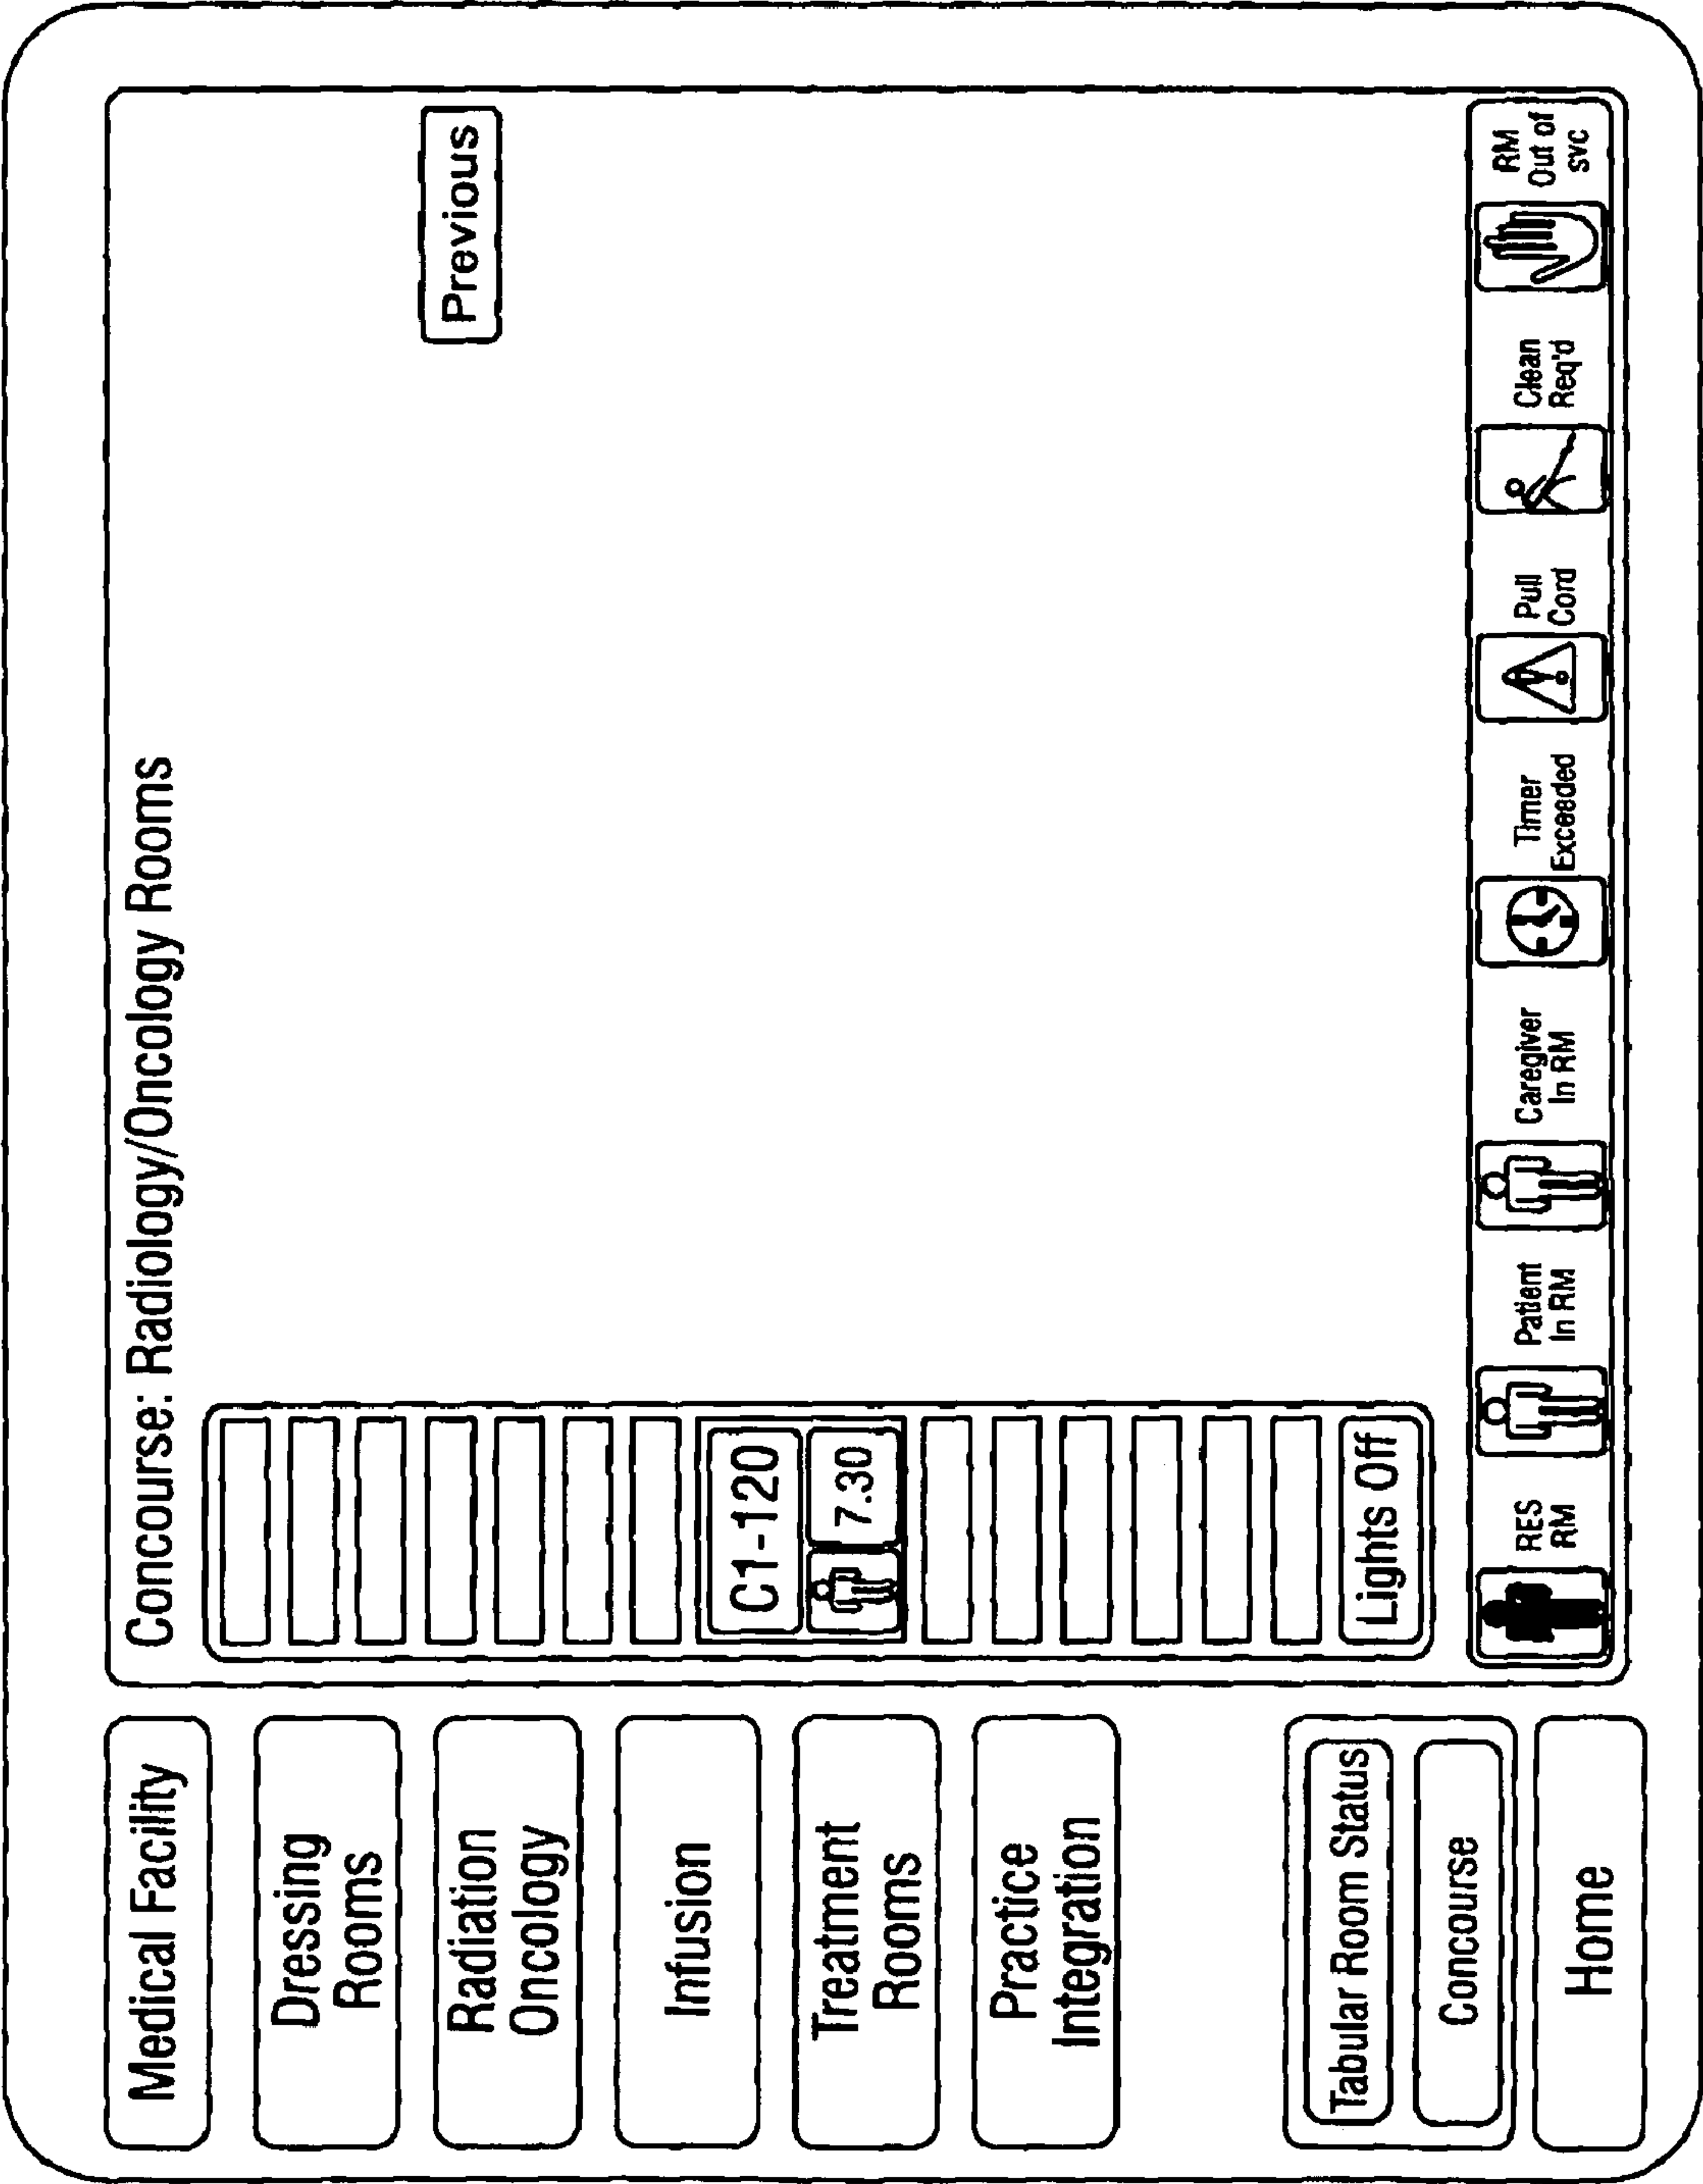 Medical Facility
Dressing
Rooms
Radiation
Oncology
Infusion
Treatment
Rooms
Practice
Integration
Tabular Room Status
Concourse
Home
Concourse: Radiology/Oncology Rooms
C1-120
7.30
Lights Off
Previous
RES
RM
Patient
In RM
Caregiver
In RM
Timer
Exceeded
Pull
Cord
Clean
Req'd
RM
Out of
svc